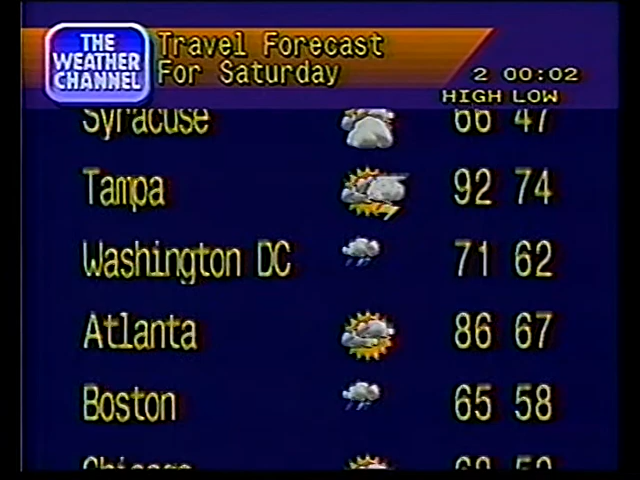 THE
WEATHER
CHANNEL
Travel Forecast
For Saturday
2 00:02
HIGH LOW
Syracuse 66 47
Tampa 92 74
Washington DC 71 62
Atlanta 86 67
Boston 65 58
Chicago